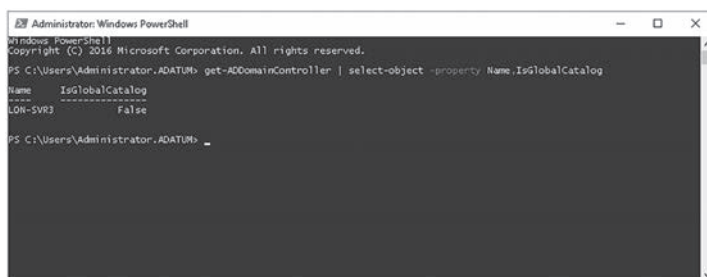 Administrator: Windows PowerShell
Windows PowerShell
Copyright (C) 2016 Microsoft Corporation. All rights reserved.
PS C:\Users\Administrator.ADATUM> get-ADDomainController | select-object -property Name,IsGlobalCatalog
Name IsGlobalCatalog
---- ---------------
LON-SVR3 False
PS C:\Users\Administrator.ADATUM> _